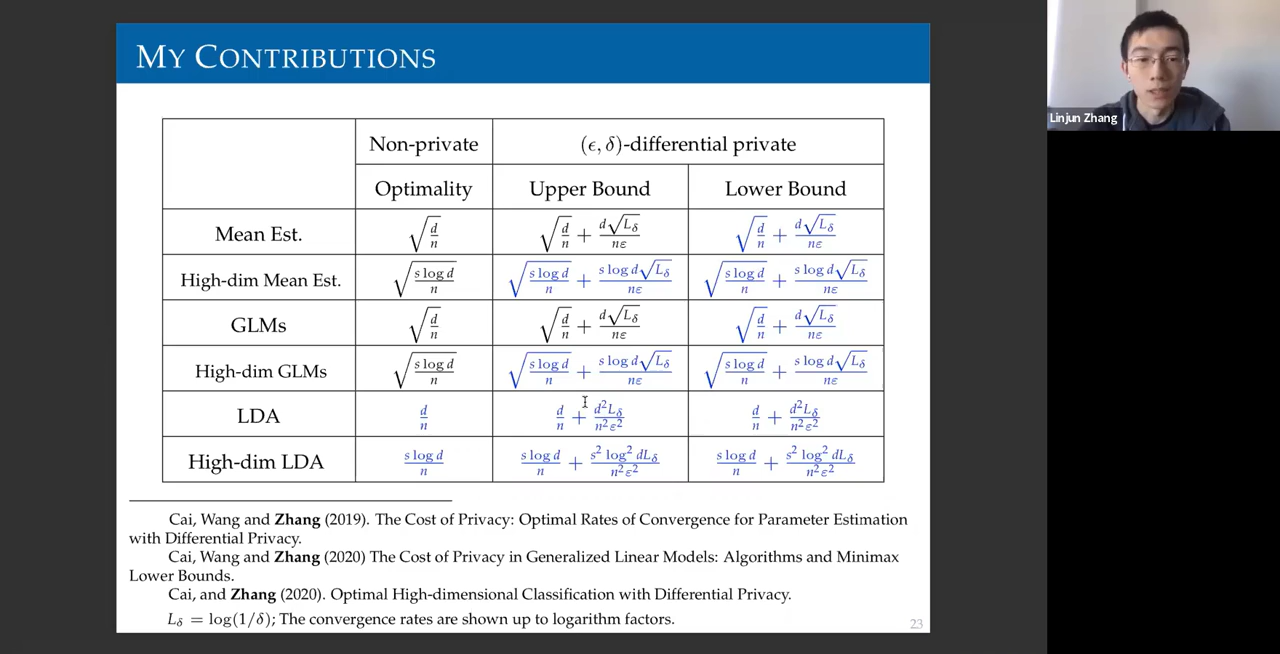 MY CONTRIBUTIONS
Linjun Zhang
Non-private (ϵ, δ)-differential private
Optimality Upper Bound Lower Bound
Mean Est. √(d/n) √(d/n) + d√L_δ/(nε) √(d/n) + d√L_δ/(nε)
High-dim Mean Est. √(s log d/n) √(s log d/n) + s log d√L_δ/(nε) √(s log d/n) + s log d√L_δ/(nε)
GLMs √(d/n) √(d/n) + d√L_δ/(nε) √(d/n) + d√L_δ/(nε)
High-dim GLMs √(s log d/n) √(s log d/n) + s log d√L_δ/(nε) √(s log d/n) + s log d√L_δ/(nε)
LDA d/n d/n + d²L_δ/(n²ε²) d/n + d²L_δ/(n²ε²)
High-dim LDA s log d/n s log d/n + s² log² dL_δ/(n²ε²) s log d/n + s² log² dL_δ/(n²ε²)
Cai, Wang and Zhang (2019). The Cost of Privacy: Optimal Rates of Convergence for Parameter Estimation
with Differential Privacy.
Cai, Wang and Zhang (2020) The Cost of Privacy in Generalized Linear Models: Algorithms and Minimax
Lower Bounds.
Cai, and Zhang (2020). Optimal High-dimensional Classification with Differential Privacy.
L_δ = log(1/δ); The convergence rates are shown up to logarithm factors.
23